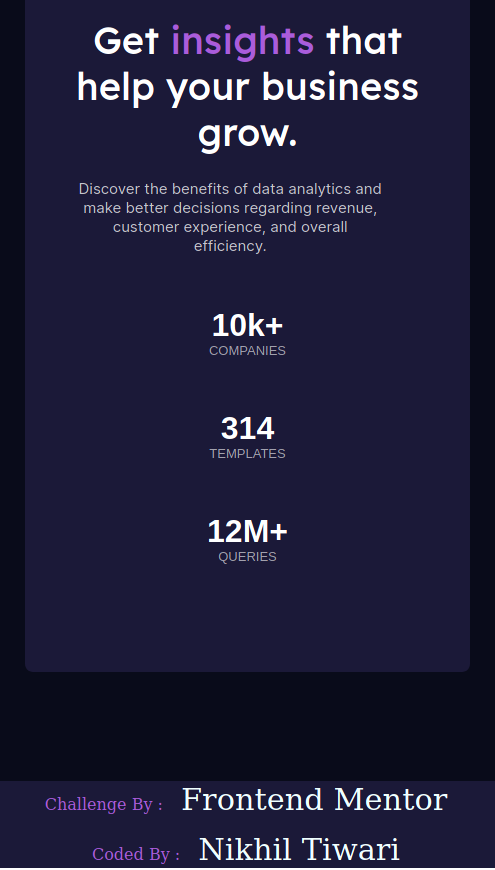 Get insights that
help your business
grow.
Discover the benefits of data analytics and
make better decisions regarding revenue,
customer experience, and overall
efficiency.
10k+
COMPANIES
314
TEMPLATES
12M+
QUERIES
Challenge By : Frontend Mentor
Coded By : Nikhil Tiwari